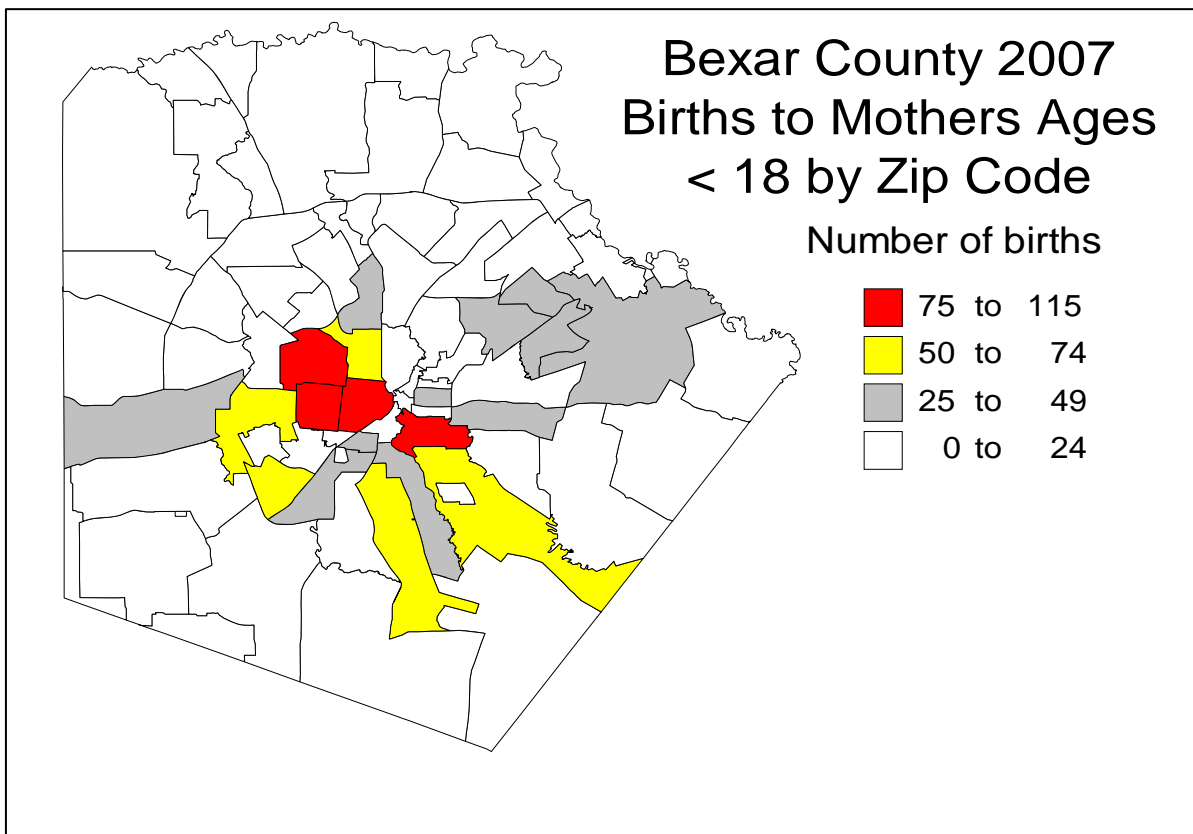 Bexar County 2007
Births to Mothers Ages
< 18 by Zip Code
Number of births
75 to 115
50 to 74
25 to 49
0 to 24